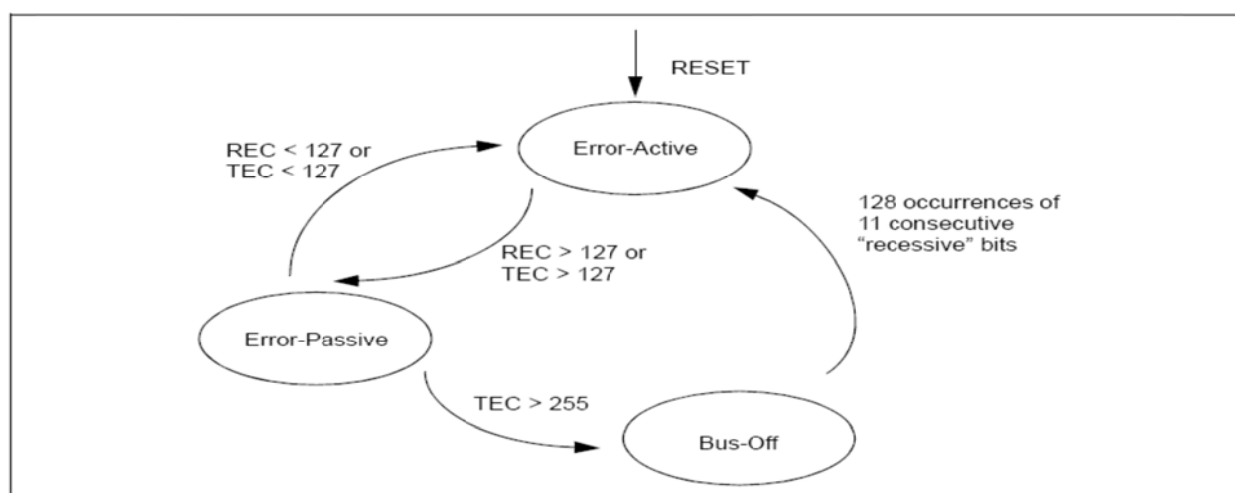 RESET
Error-Active
REC < 127 or
TEC < 127
128 occurrences of
11 consecutive
“recessive” bits
REC > 127 or
TEC > 127
Error-Passive
TEC > 255
Bus-Off